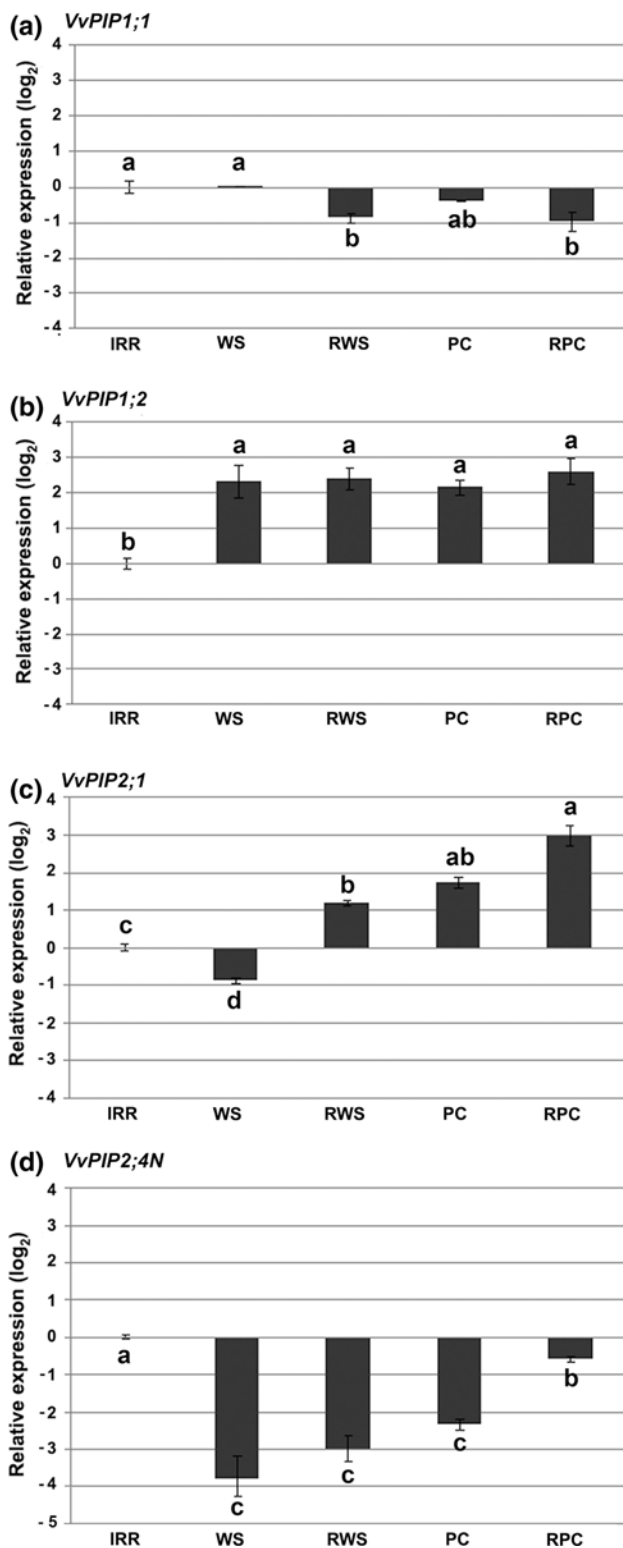 (a) VvPIP1;1
Relative expression (log2)
4
3
2
1
0
-1
-2
-3
-4
a a b ab b
IRR WS RWS PC RPC
(b) VvPIP1;2
Relative expression (log2)
4
3
2
1
0
-1
-2
-3
-4
b a a a a
IRR WS RWS PC RPC
(c) VvPIP2;1
Relative expression (log2)
4
3
2
1
0
-1
-2
-3
-4
c d b ab a
IRR WS RWS PC RPC
(d) VvPIP2;4N
Relative expression (log2)
4
3
2
1
0
-1
-2
-3
-4
-5
a c c c b
IRR WS RWS PC RPC